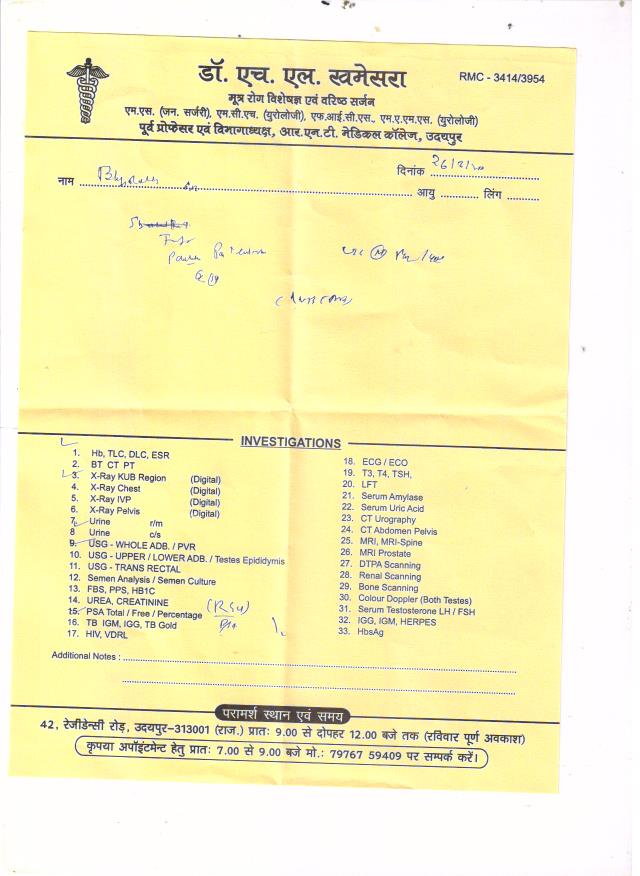 डॉ. एच. एल. खमेसरा
RMC - 3414/3954
मूत्र रोग विशेषज्ञ एवं वरिष्ठ सर्जन
एम.एस. (जन. सर्जरी), एम.सी.एच. (यूरोलोजी), एफ.आई.सी.एस., एम.ए.एम.एस. (यूरोलोजी)
पूर्व प्रोफेसर एवं विभागाध्यक्ष, आर.एन.टी. मेडिकल कॉलेज, उदयपुर
दिनांक
नाम आयु लिंग
INVESTIGATIONS
1. Hb, TLC, DLC, ESR
2. BT CT PT
3. X-Ray KUB Region (Digital)
4. X-Ray Chest (Digital)
5. X-Ray IVP (Digital)
6. X-Ray Pelvis (Digital)
7. Urine r/m
8 Urine c/s
9. USG - WHOLE ADB. / PVR
10. USG - UPPER / LOWER ADB. / Testes Epididymis
11. USG - TRANS RECTAL
12. Semen Analysis / Semen Culture
13. FBS, PPS, HB1C
14. UREA, CREATININE
15. PSA Total / Free / Percentage
16. TB IGM, IGG, TB Gold
17. HIV, VDRL
18. ECG / ECO
19. T3, T4, TSH,
20. LFT
21. Serum Amylase
22. Serum Uric Acid
23. CT Urography
24. CT Abdomen Pelvis
25. MRI, MRI-Spine
26. MRI Prostate
27. DTPA Scanning
28. Renal Scanning
29. Bone Scanning
30. Colour Doppler (Both Testes)
31. Serum Testosterone LH / FSH
32. IGG, IGM, HERPES
33. HbsAg
Additional Notes :
परामर्श स्थान एवं समय
42, रेजीडेन्सी रोड़, उदयपुर-313001 (राज.) प्रातः 9.00 से दोपहर 12.00 बजे तक (रविवार पूर्ण अवकाश)
कृपया अपॉइंटमेन्ट हेतु प्रातः 7.00 से 9.00 बजे मो.: 79767 59409 पर सम्पर्क करें।